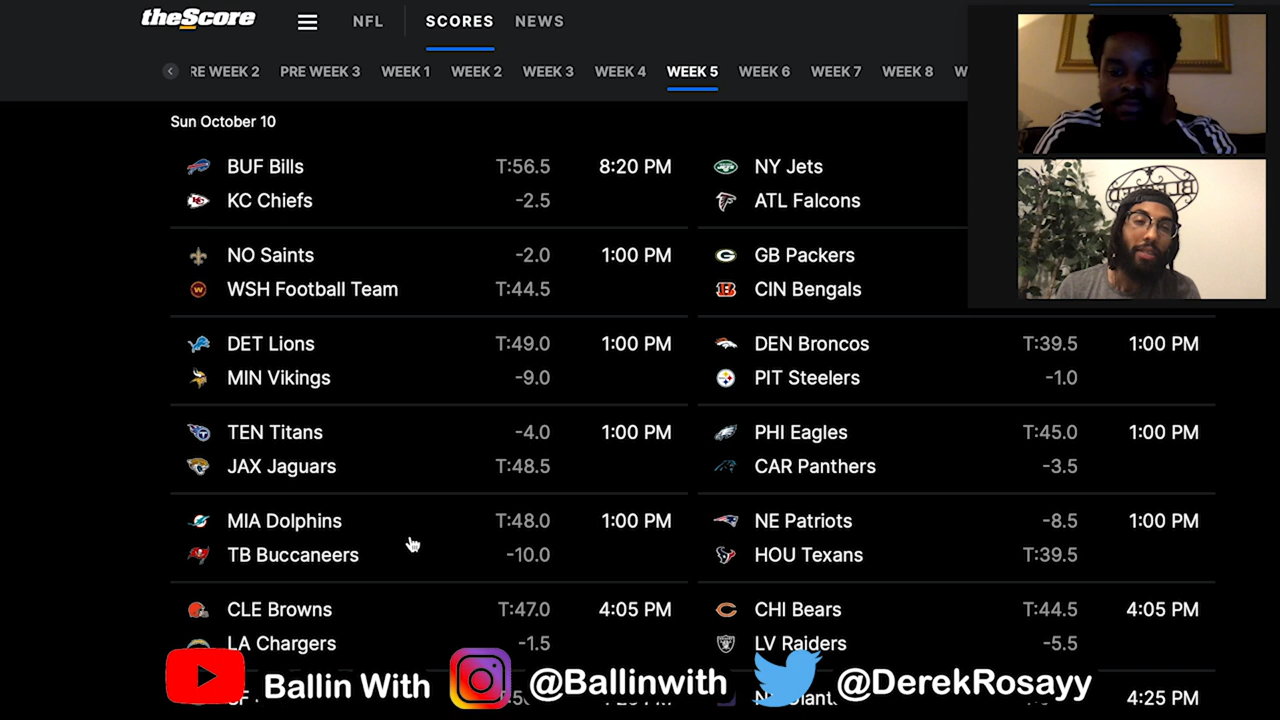 theScore NFL SCORES NEWS
RE WEEK 2 PRE WEEK 3 WEEK 1 WEEK 2 WEEK 3 WEEK 4 WEEK 5 WEEK 6 WEEK 7 WEEK 8 W
Sun October 10
BUF Bills T:56.5 8:20 PM
KC Chiefs -2.5
NY Jets
ATL Falcons
NO Saints -2.0 1:00 PM
WSH Football Team T:44.5
GB Packers
CIN Bengals
DET Lions T:49.0 1:00 PM
MIN Vikings -9.0
DEN Broncos T:39.5 1:00 PM
PIT Steelers -1.0
TEN Titans -4.0 1:00 PM
JAX Jaguars T:48.5
PHI Eagles T:45.0 1:00 PM
CAR Panthers -3.5
MIA Dolphins T:48.0 1:00 PM
TB Buccaneers -10.0
NE Patriots -8.5 1:00 PM
HOU Texans T:39.5
CLE Browns T:47.0 4:05 PM
LA Chargers -1.5
CHI Bears T:44.5 4:05 PM
LV Raiders -5.5
4:25 PM
Ballin With @Ballinwith @DerekRosayy